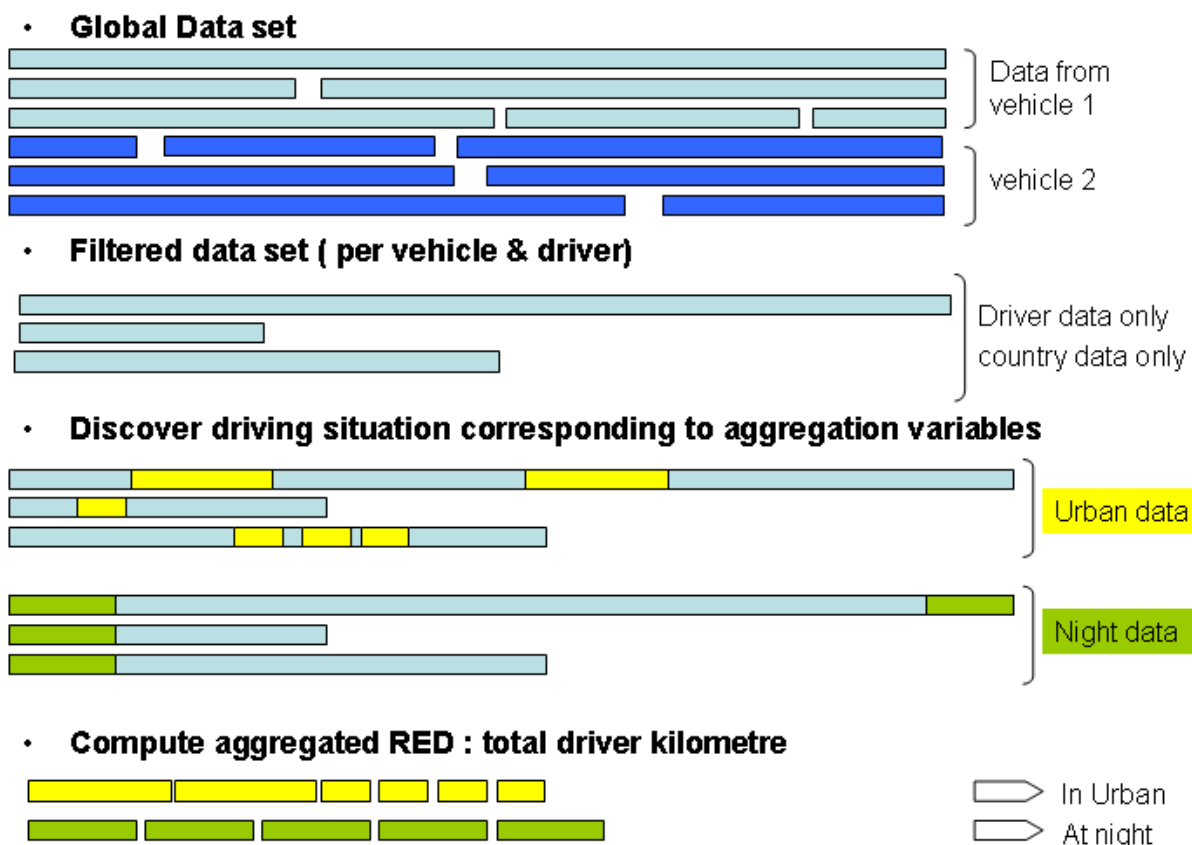 • Global Data set
Data from
vehicle 1
vehicle 2
• Filtered data set ( per vehicle & driver)
Driver data only
country data only
• Discover driving situation corresponding to aggregation variables
Urban data
Night data
• Compute aggregated RED : total driver kilometre
In Urban
At night